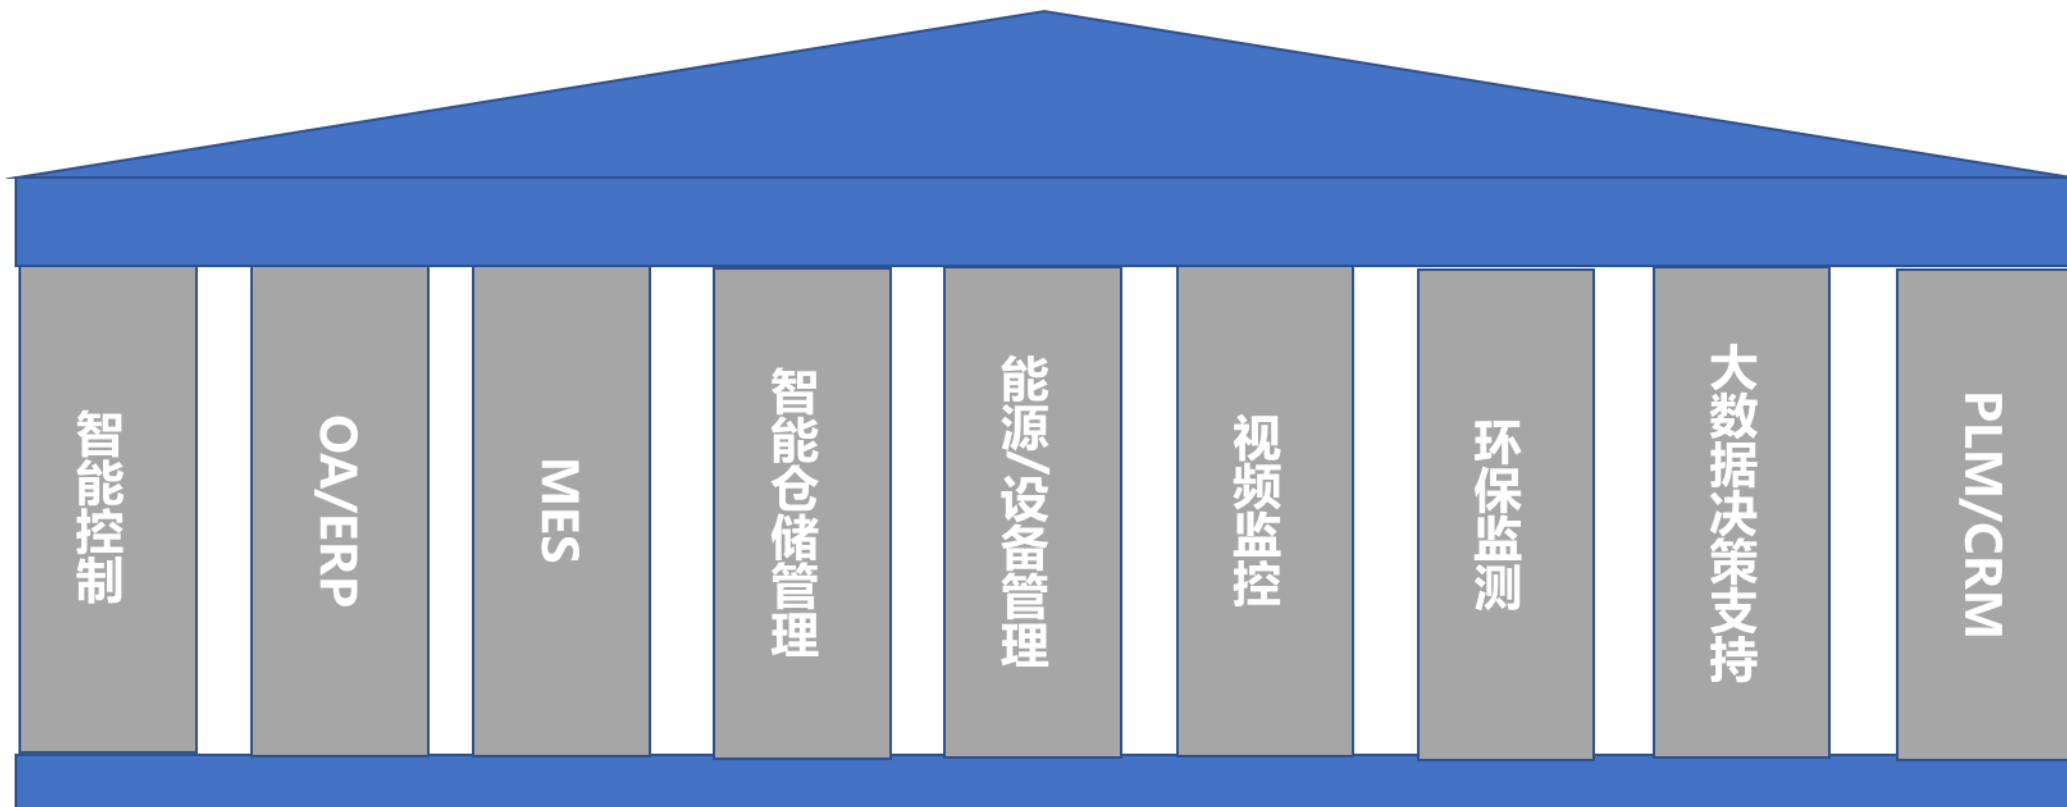 智能控制
OA/ERP
MES
智能仓储管理
能源/设备管理
视频监控
环保监测
大数据决策支持
PLM/CRM